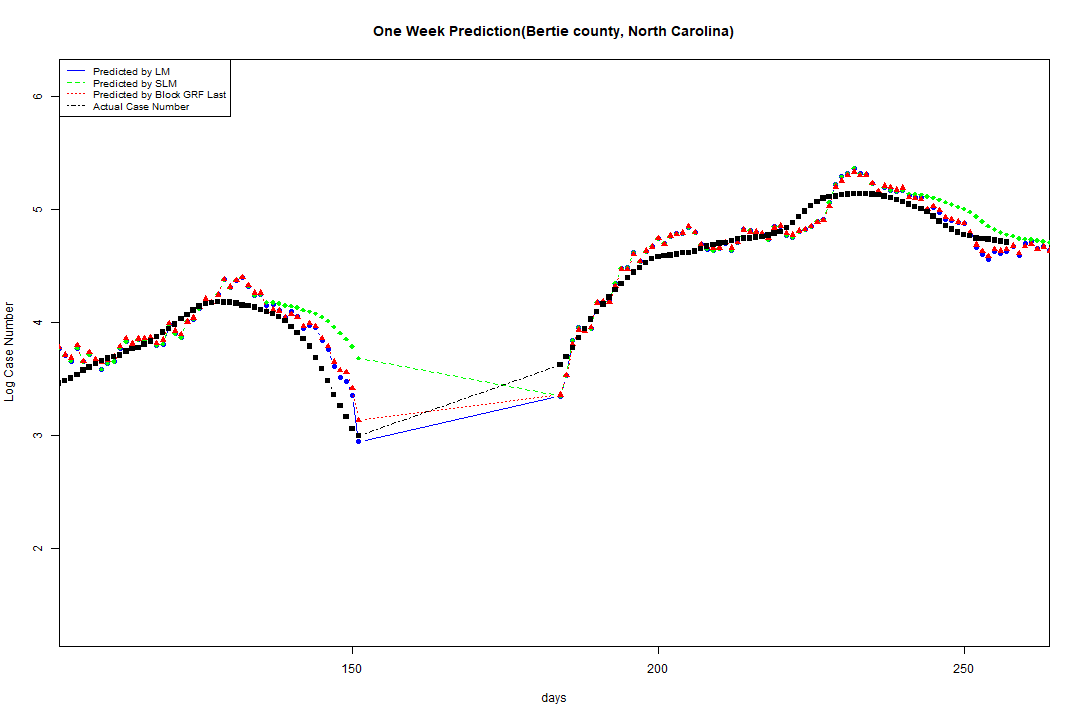 One Week Prediction(Bertie county, North Carolina)
Predicted by LM
Predicted by SLM
Predicted by Block GRF Last
Actual Case Number
6
5
4
3
2
Log Case Number
150 200 250
days